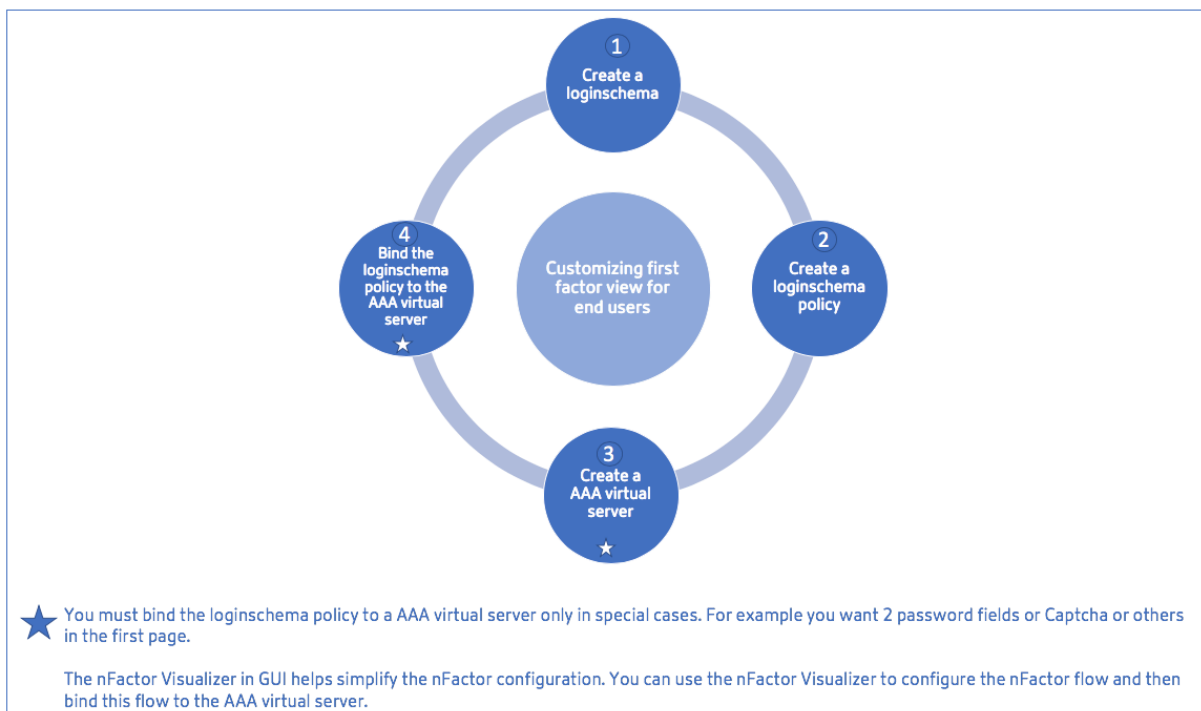 1
Create a
loginschema
2
Create a
loginschema
policy
3
Create a
AAA virtual
server
4
Bind the
loginschema
policy to the
AAA virtual
server
Customizing first
factor view for
end users
You must bind the loginschema policy to a AAA virtual server only in special cases. For example you want 2 password fields or Captcha or others
in the first page.
The nFactor Visualizer in GUI helps simplify the nFactor configuration. You can use the nFactor Visualizer to configure the nFactor flow and then
bind this flow to the AAA virtual server.